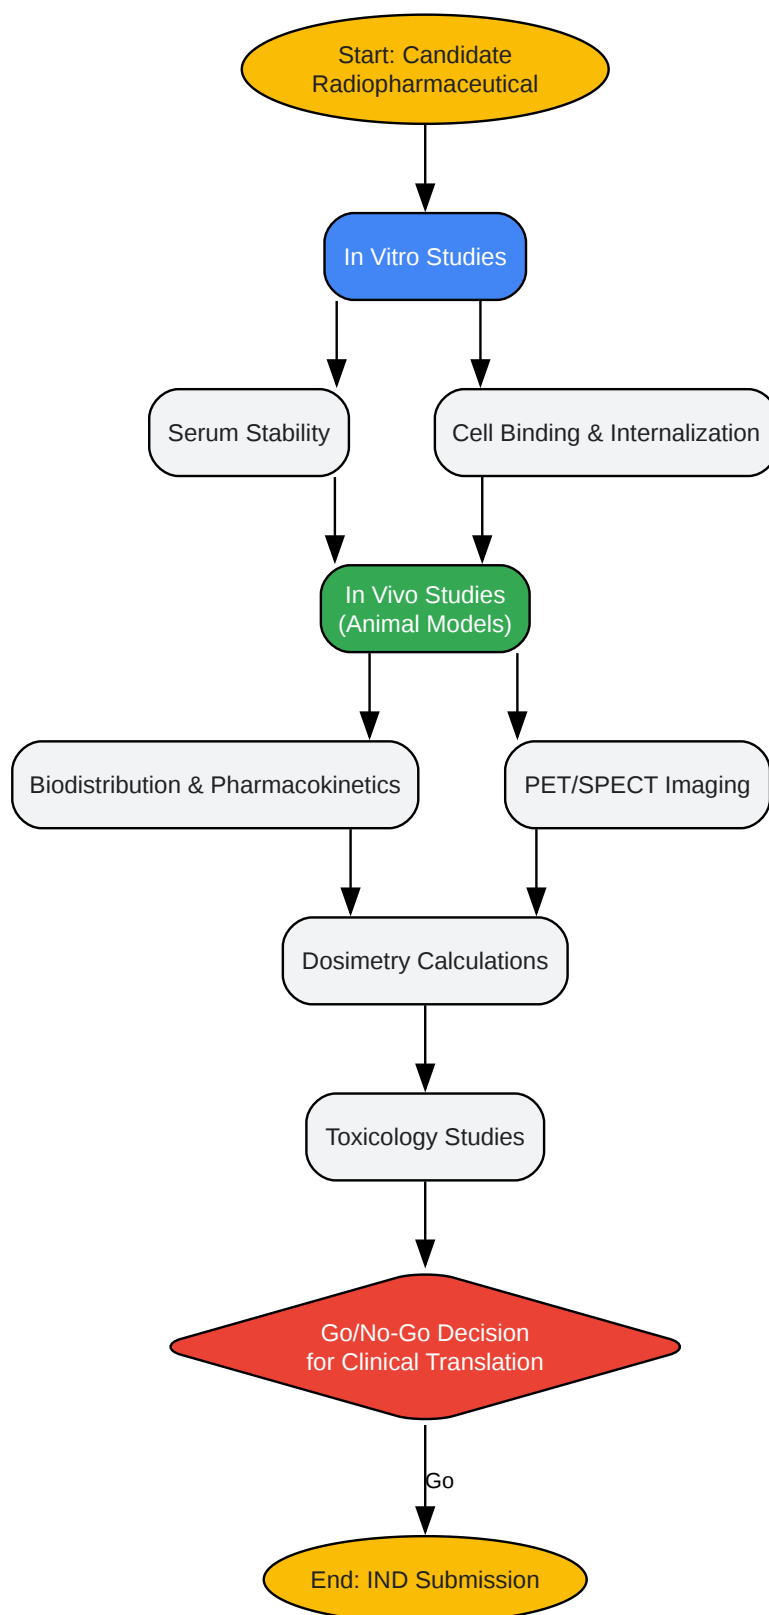 Start: Candidate
Radiopharmaceutical
In Vitro Studies
Serum Stability
Cell Binding & Internalization
In Vivo Studies
(Animal Models)
Biodistribution & Pharmacokinetics
PET/SPECT Imaging
Dosimetry Calculations
Toxicology Studies
Go/No-Go Decision
for Clinical Translation
Go
End: IND Submission